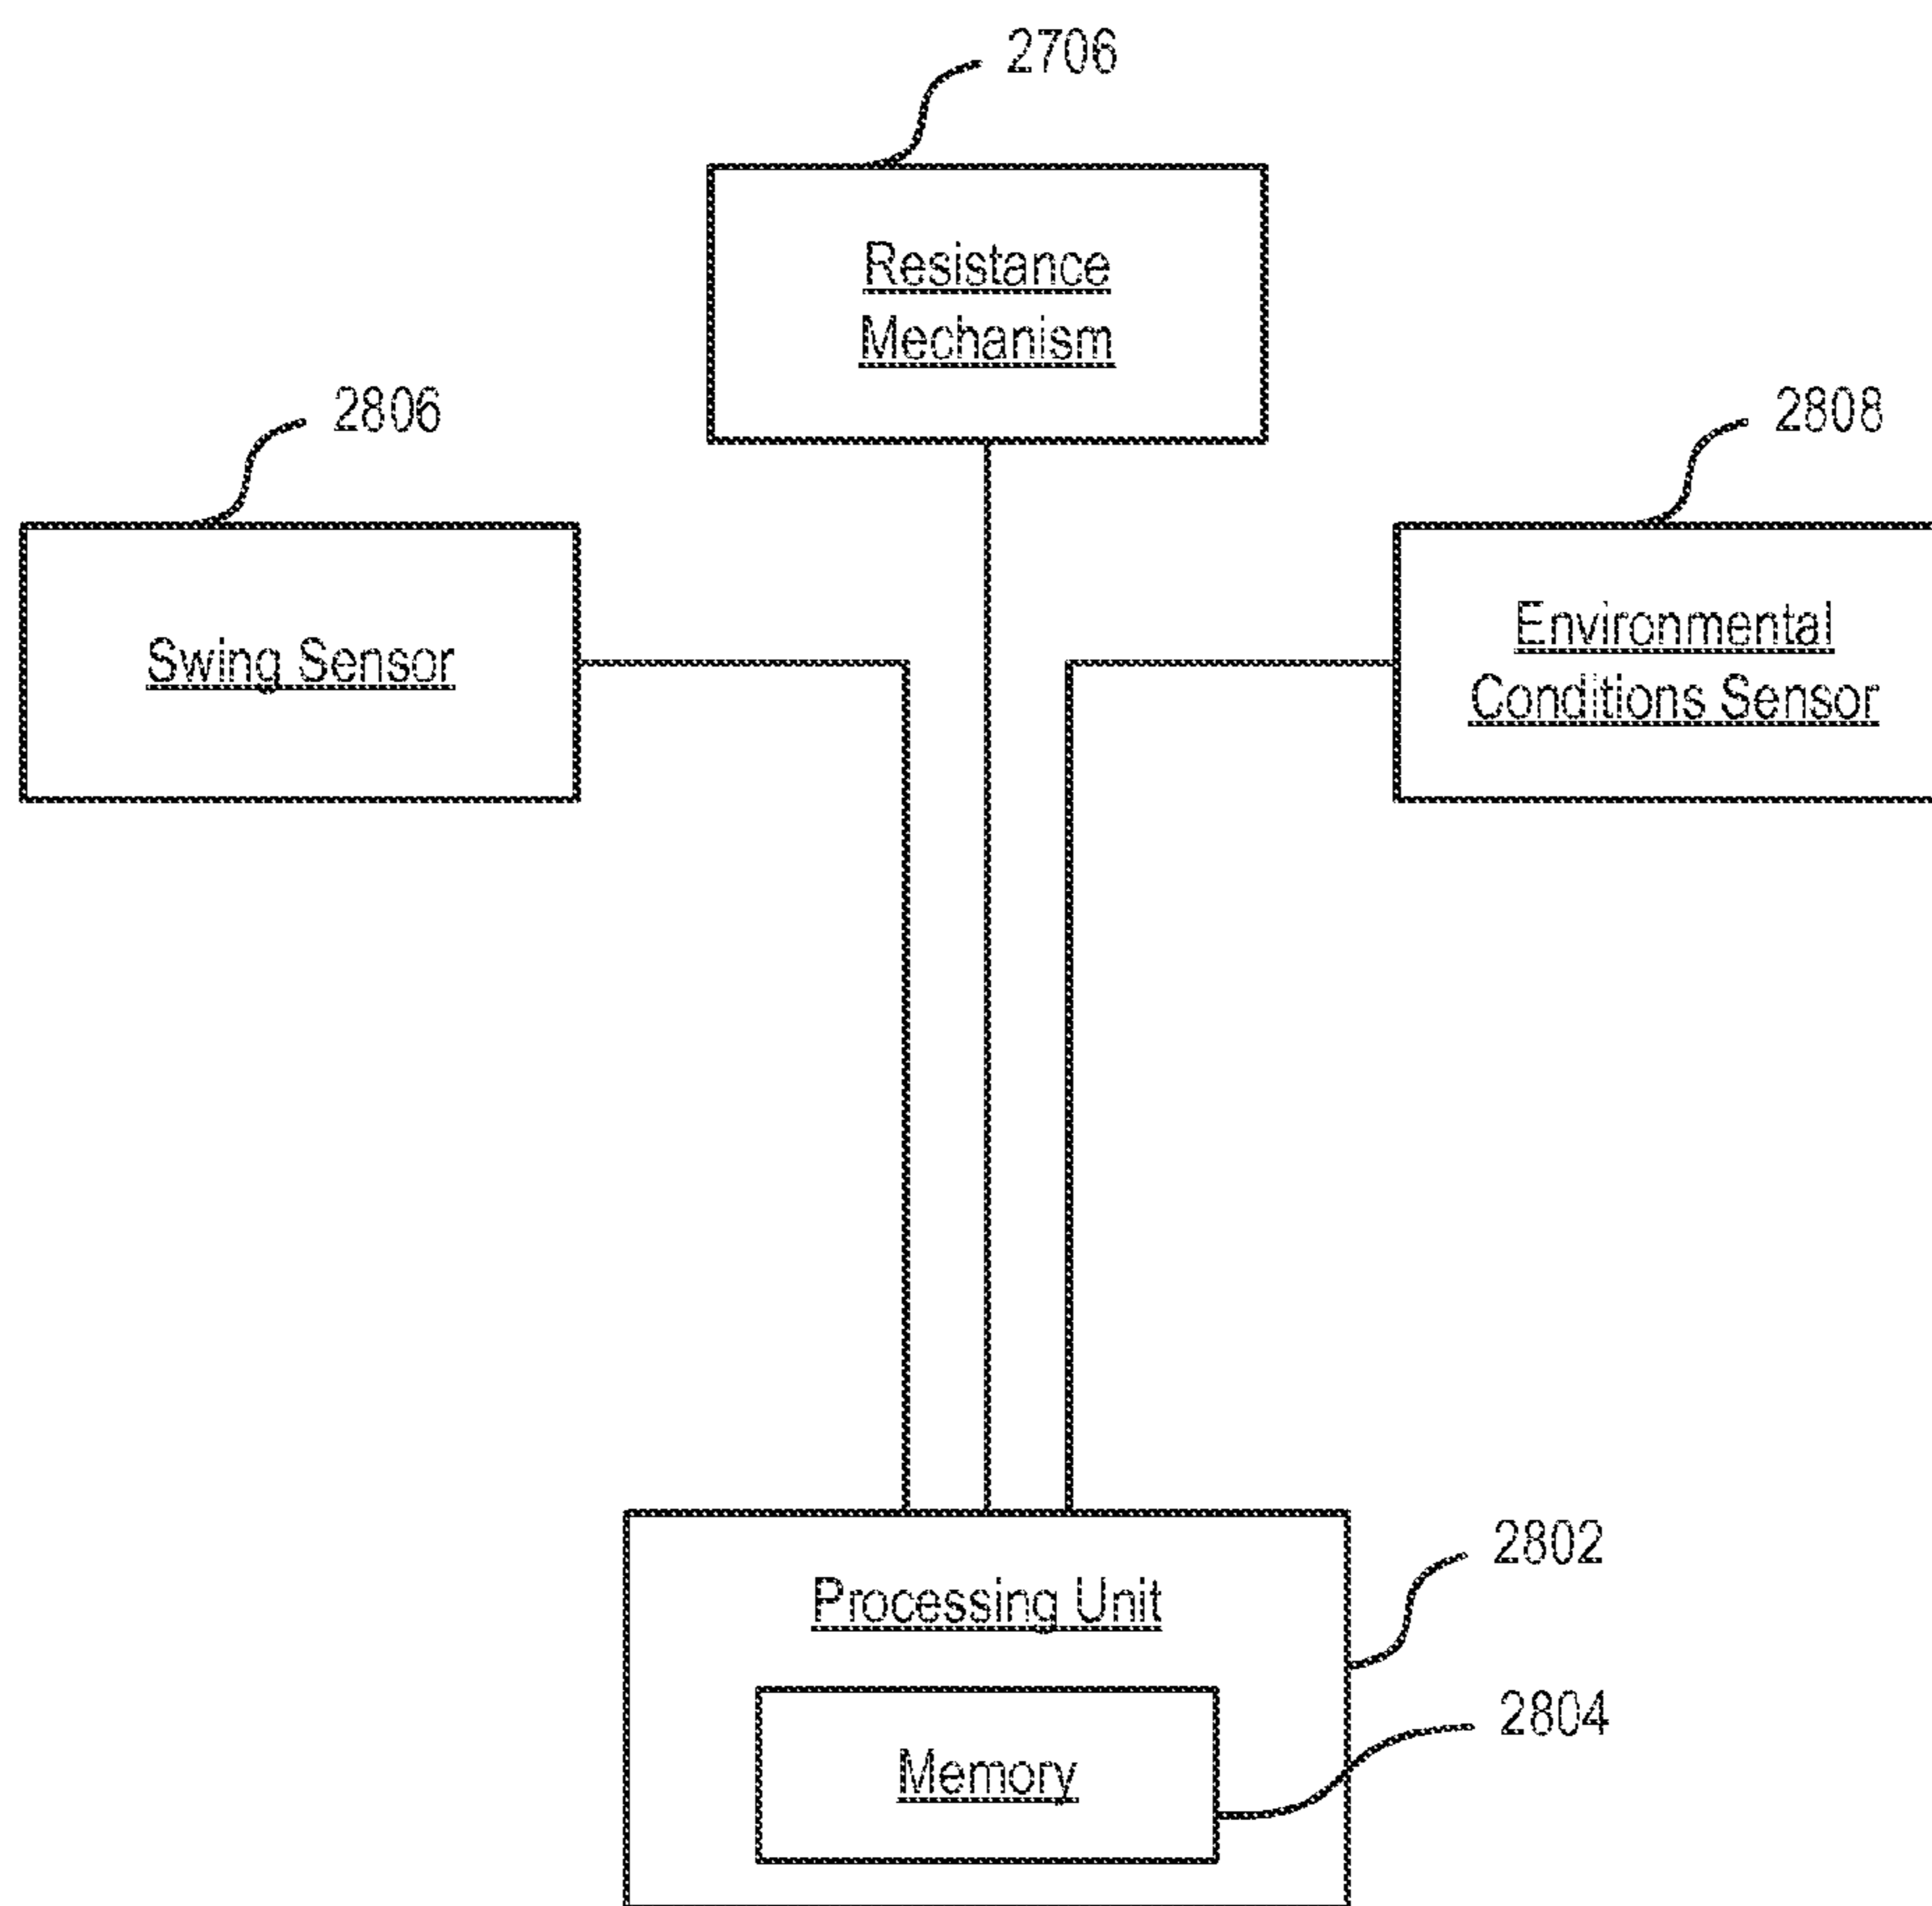 2706
Resistance
Mechanism
2806
2808
Swing Sensor
Environmental
Conditions Sensor
2802
Processing Unit
2804
Memory